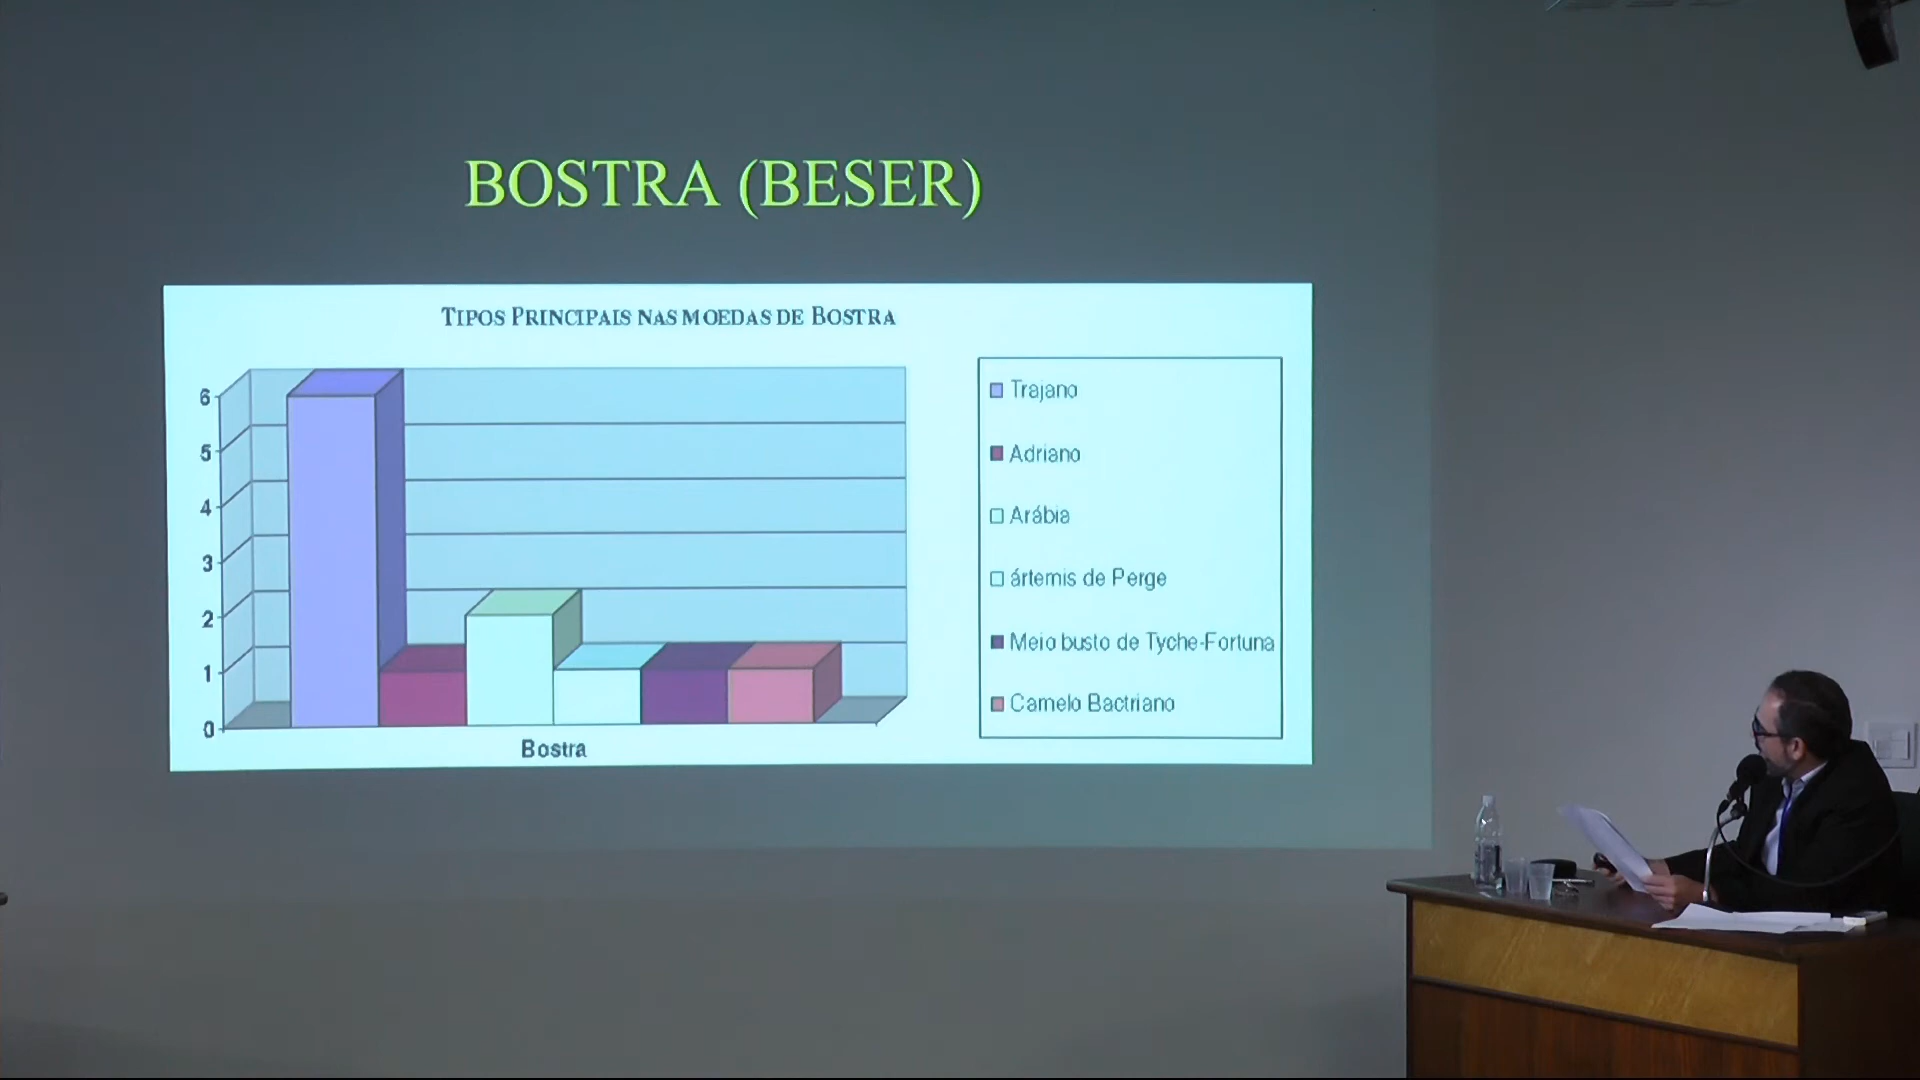 BOSTRA (BESER)
TIPOS PRINCIPAIS NAS MOEDAS DE BOSTRA
6
5
4
3
2
1
0
Bostra
Trajano
Adriano
Arábia
ártemis de Perge
Meio busto de Tyche-Fortuna
Camelo Bactriano